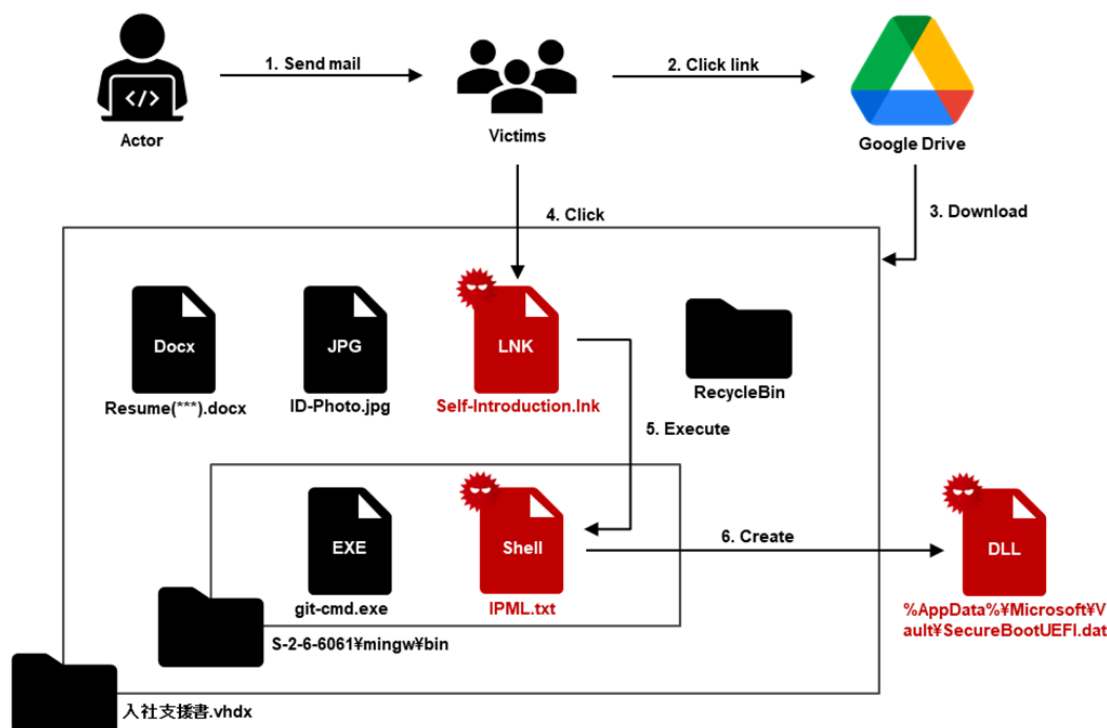 1. Send mail
2. Click link
</>
Actor
Victims
Google Drive
4. Click
3. Download
Docx
JPG
LNK
Resume(***).docx
ID-Photo.jpg
Self-Introduction.lnk
RecycleBin
5. Execute
EXE
Shell
6. Create
DLL
git-cmd.exe
IPML.txt
%AppData%¥Microsoft¥V
ault¥SecureBootUEFI.dat
S-2-6-6061¥mingw¥bin
入社支援書.vhdx